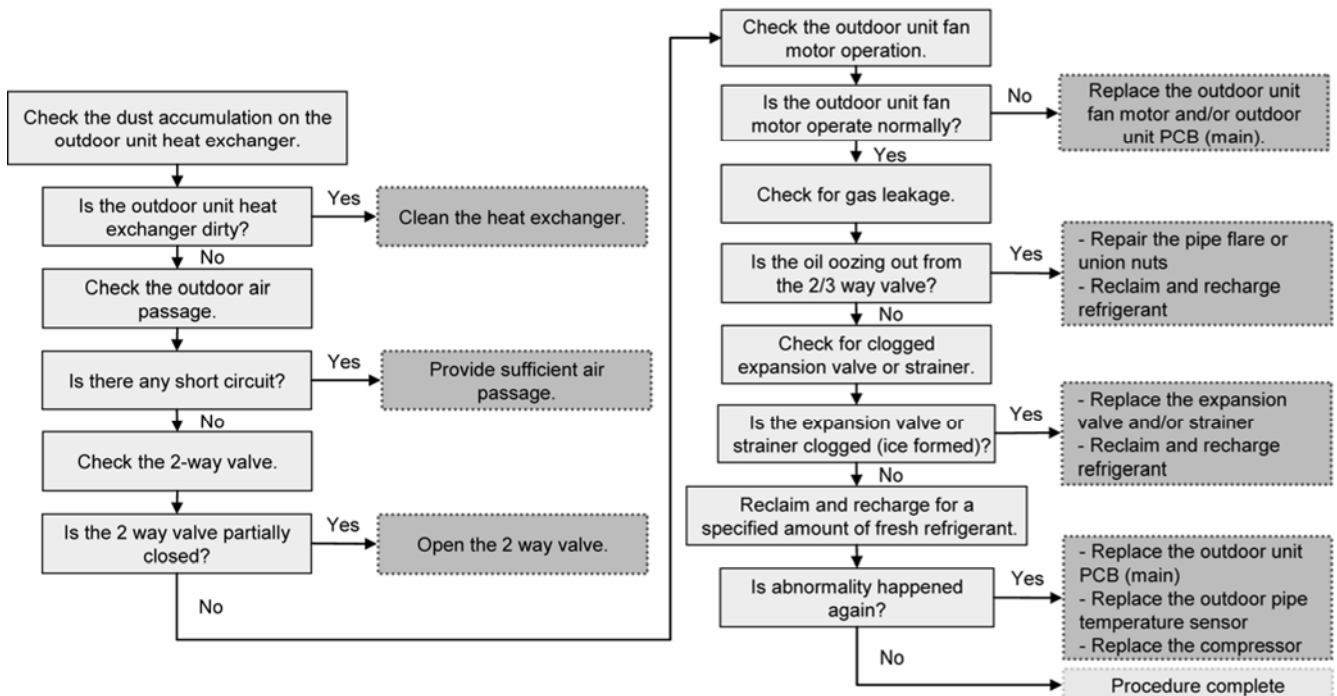 Check the dust accumulation on the
outdoor unit heat exchanger.
Is the outdoor unit heat
exchanger dirty?
Yes
Clean the heat exchanger.
No
Check the outdoor air
passage.
Is there any short circuit?
Yes
Provide sufficient air
passage.
No
Check the 2-way valve.
Is the 2 way valve partially
closed?
Yes
Open the 2 way valve.
No
Check the outdoor unit fan
motor operation.
Is the outdoor unit fan
motor operate normally?
No
Replace the outdoor unit
fan motor and/or outdoor
unit PCB (main).
Yes
Check for gas leakage.
Is the oil oozing out from
the 2/3 way valve?
Yes
- Repair the pipe flare or
union nuts
- Reclaim and recharge
refrigerant
No
Check for clogged
expansion valve or strainer.
Is the expansion valve or
strainer clogged (ice formed)?
Yes
- Replace the expansion
valve and/or strainer
- Reclaim and recharge
refrigerant
No
Reclaim and recharge for a
specified amount of fresh refrigerant.
Is abnormality happened
again?
Yes
- Replace the outdoor unit
PCB (main)
- Replace the outdoor pipe
temperature sensor
- Replace the compressor
No
Procedure complete